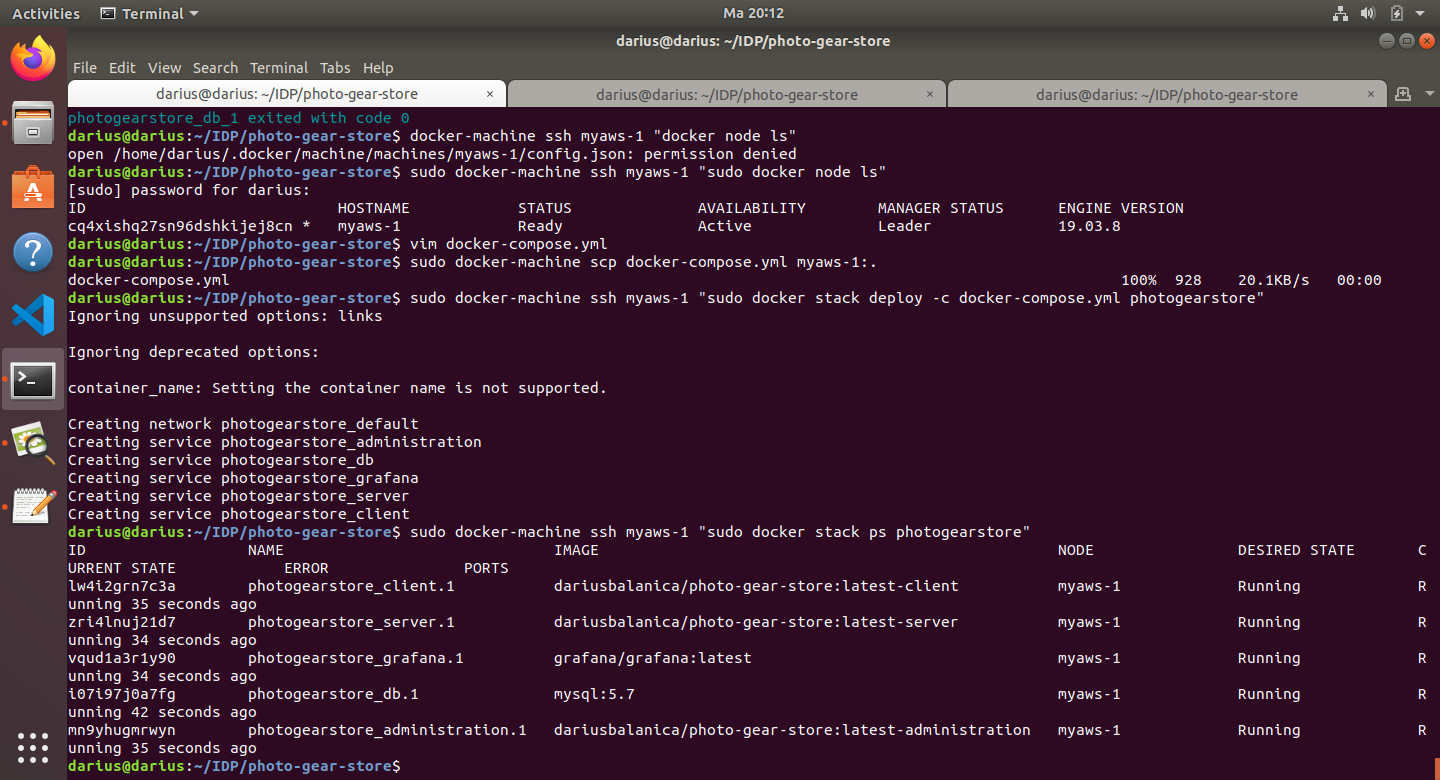 Activities Terminal Ma 20:12
darius@darius: ~/IDP/photo-gear-store
File Edit View Search Terminal Tabs Help
darius@darius: ~/IDP/photo-gear-store × darius@darius: ~/IDP/photo-gear-store × darius@darius: ~/IDP/photo-gear-store ×
photogearstore_db_1 exited with code 0
darius@darius:~/IDP/photo-gear-store$ docker-machine ssh myaws-1 "docker node ls"
open /home/darius/.docker/machine/machines/myaws-1/config.json: permission denied
darius@darius:~/IDP/photo-gear-store$ sudo docker-machine ssh myaws-1 "sudo docker node ls"
[sudo] password for darius:
ID HOSTNAME STATUS AVAILABILITY MANAGER STATUS ENGINE VERSION
cq4xishq27sn96dshkijej8cn * myaws-1 Ready Active Leader 19.03.8
darius@darius:~/IDP/photo-gear-store$ vim docker-compose.yml
darius@darius:~/IDP/photo-gear-store$ sudo docker-machine scp docker-compose.yml myaws-1:.
docker-compose.yml 100% 928 20.1KB/s 00:00
darius@darius:~/IDP/photo-gear-store$ sudo docker-machine ssh myaws-1 "sudo docker stack deploy -c docker-compose.yml photogearstore"
Ignoring unsupported options: links
Ignoring deprecated options:
container_name: Setting the container name is not supported.
Creating network photogearstore_default
Creating service photogearstore_administration
Creating service photogearstore_db
Creating service photogearstore_grafana
Creating service photogearstore_server
Creating service photogearstore_client
darius@darius:~/IDP/photo-gear-store$ sudo docker-machine ssh myaws-1 "sudo docker stack ps photogearstore"
ID NAME IMAGE NODE DESIRED STATE C
URRENT STATE ERROR PORTS
lw4i2grn7c3a photogearstore_client.1 dariusbalanica/photo-gear-store:latest-client myaws-1 Running R
unning 35 seconds ago
zri4lnuj21d7 photogearstore_server.1 dariusbalanica/photo-gear-store:latest-server myaws-1 Running R
unning 34 seconds ago
vqud1a3r1y90 photogearstore_grafana.1 grafana/grafana:latest myaws-1 Running R
unning 34 seconds ago
i07i97j0a7fg photogearstore_db.1 mysql:5.7 myaws-1 Running R
unning 42 seconds ago
mn9yhugmrwyn photogearstore_administration.1 dariusbalanica/photo-gear-store:latest-administration myaws-1 Running R
unning 35 seconds ago
darius@darius:~/IDP/photo-gear-store$